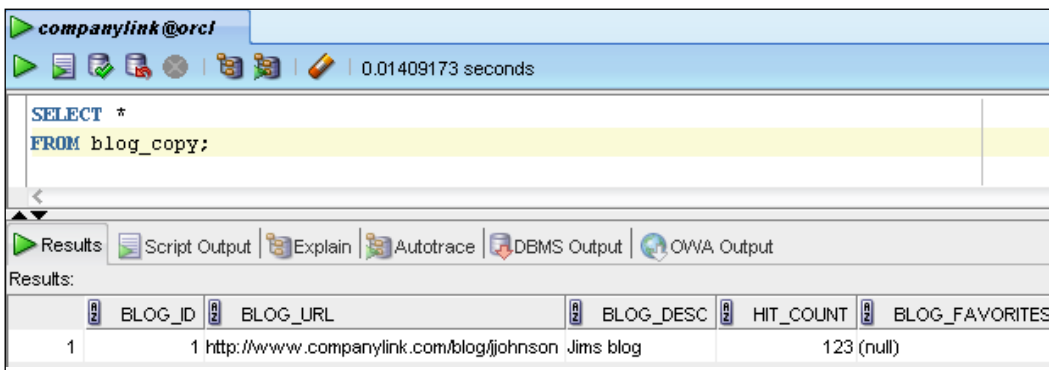 companylink@orcl
0.01409173 seconds
SELECT *
FROM blog_copy;
Results Script Output Explain Autotrace DBMS Output OWA Output
Results:
BLOG_ID BLOG_URL BLOG_DESC HIT_COUNT BLOG_FAVORITES
1 1 http://www.companylink.com/blog/jjohnson Jims blog 123 (null)